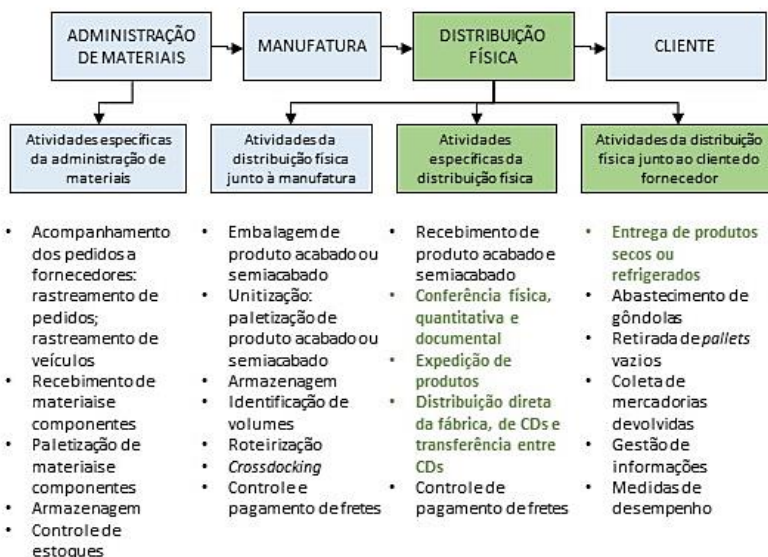 ADMINISTRAÇÃO
DE MATERIAIS
MANUFATURA
DISTRIBUIÇÃO
FÍSICA
CLIENTE
Atividades específicas
da administração de
materiais
Atividades da
distribuição física
junto à manufatura
Atividades
específicas da
distribuição física
Atividades da distribuição
física junto ao cliente do
fornecedor
• Acompanhamento
dos pedidos a
fornecedores:
rastreamento de
pedidos;
rastreamento de
veículos
• Recebimento de
materiais e
componentes
• Paletização de
materiais e
componentes
• Armazenagem
• Controle de
estoques
• Embalagem de
produto acabado ou
semiacabado
• Unitização:
paletização de
produto acabado ou
semiacabado
• Armazenagem
• Identificação de
volumes
• Roteirização
• Crossdocking
• Controle e
pagamento de fretes
• Recebimento de
produto acabado e
semiacabado
• Conferência física,
quantitativa e
documental
• Expedição de
produtos
• Distribuição direta
da fábrica, de CDs e
transferência entre
CDs
• Controle de
pagamento de fretes
• Entrega de produtos
secos ou
refrigerados
• Abastecimento de
gôndolas
• Retirada de pallets
vazios
• Coleta de
mercadorias
devolvidas
• Gestão de
informações
• Medidas de
desempenho